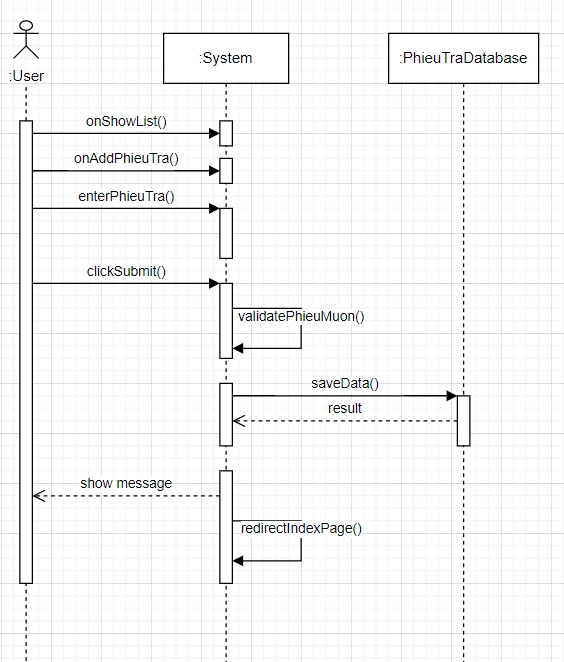 :User
:System
:PhieuTraDatabase
onShowList()
onAddPhieuTra()
enterPhieuTra()
clickSubmit()
validatePhieuMuon()
saveData()
result
show message
redirectIndexPage()